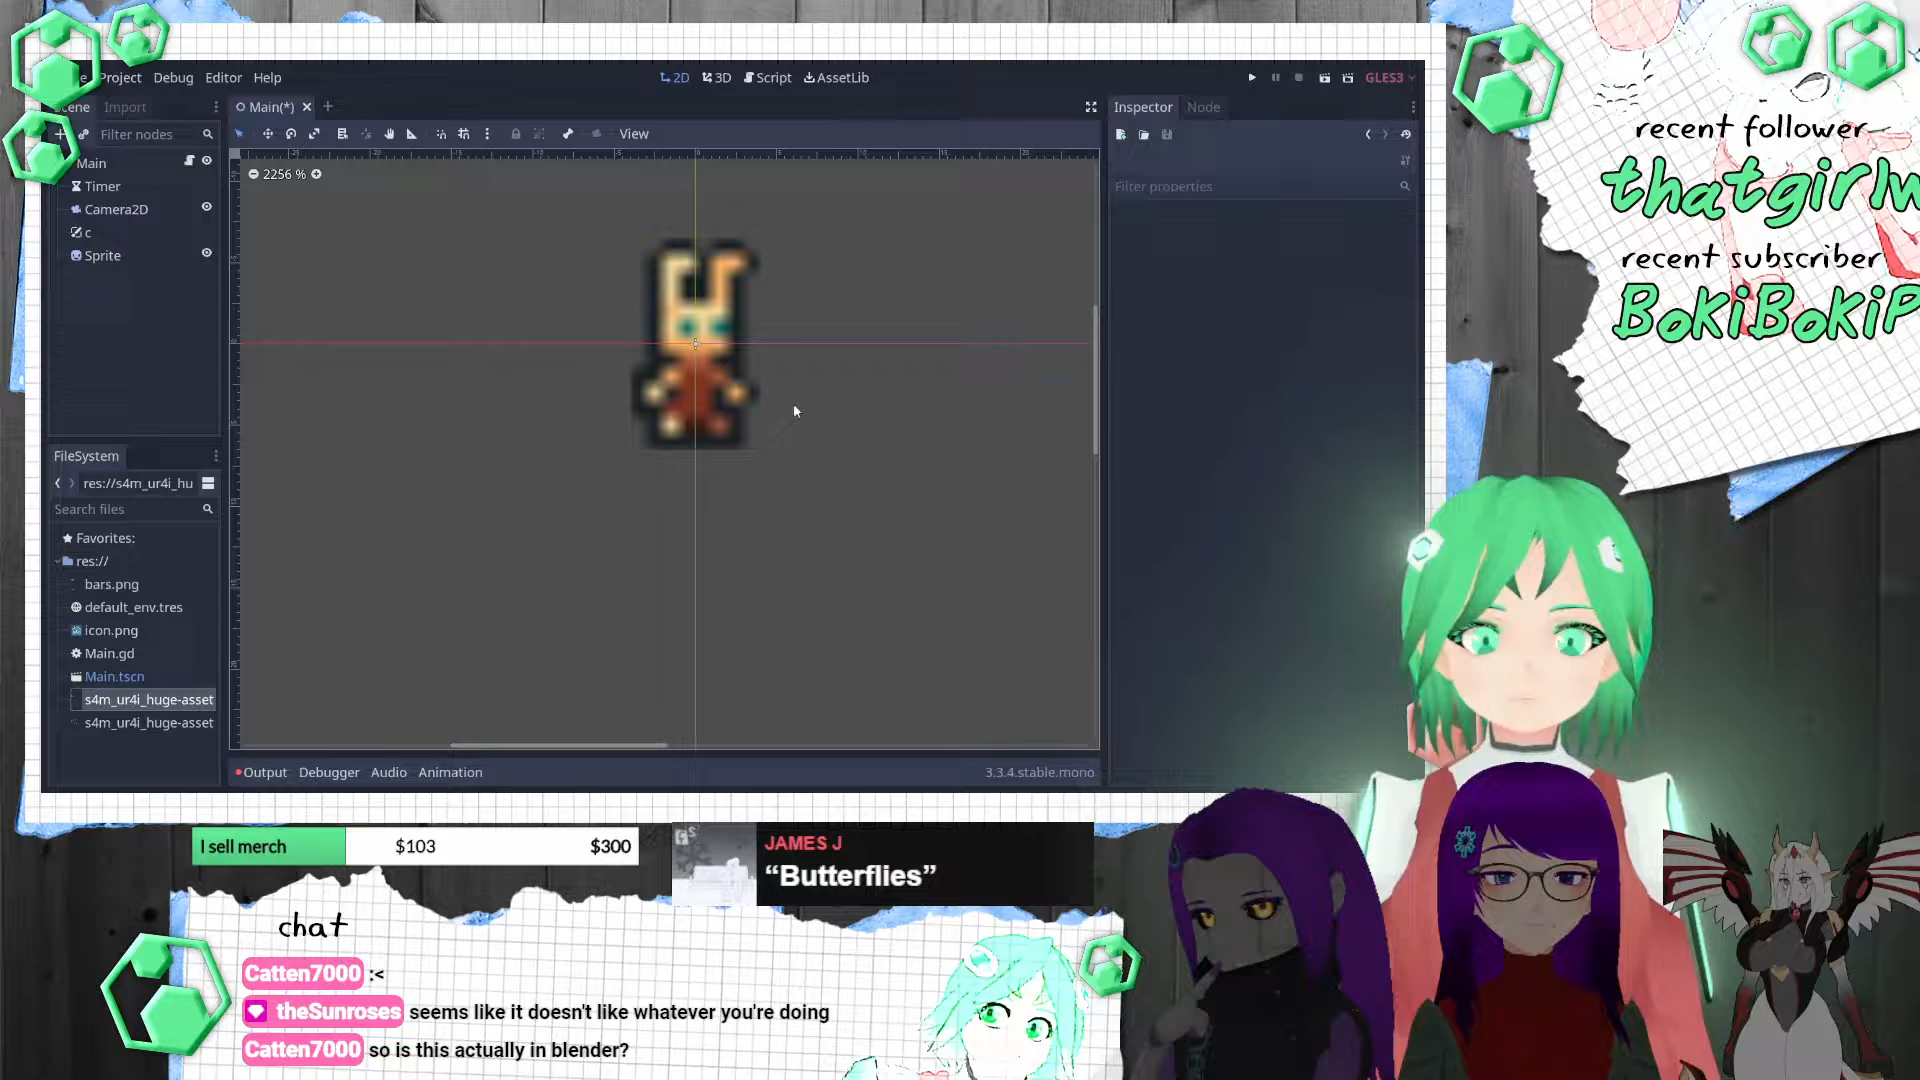 Project Debug Editor Help
2D 3D Script AssetLib
GLES3
Scene Import
Main(*)
Inspector Node
Filter nodes
View
Main
Timer
Camera2D
c
Sprite
2256 %
Filter properties
FileSystem
res://s4m_ur4i_hu
Search files
Favorites:
res://
bars.png
default_env.tres
icon.png
Main.gd
Main.tscn
s4m_ur4i_huge-asset
s4m_ur4i_huge-asset
Output Debugger Audio Animation
3.3.4.stable.mono
recent follower
thatgirlw
recent subscriber
BokiBokiP
I sell merch $103 $300
JAMES J
“Butterflies”
chat
Catten7000 :<
theSunroses seems like it doesn't like whatever you're doing
Catten7000 so is this actually in blender?